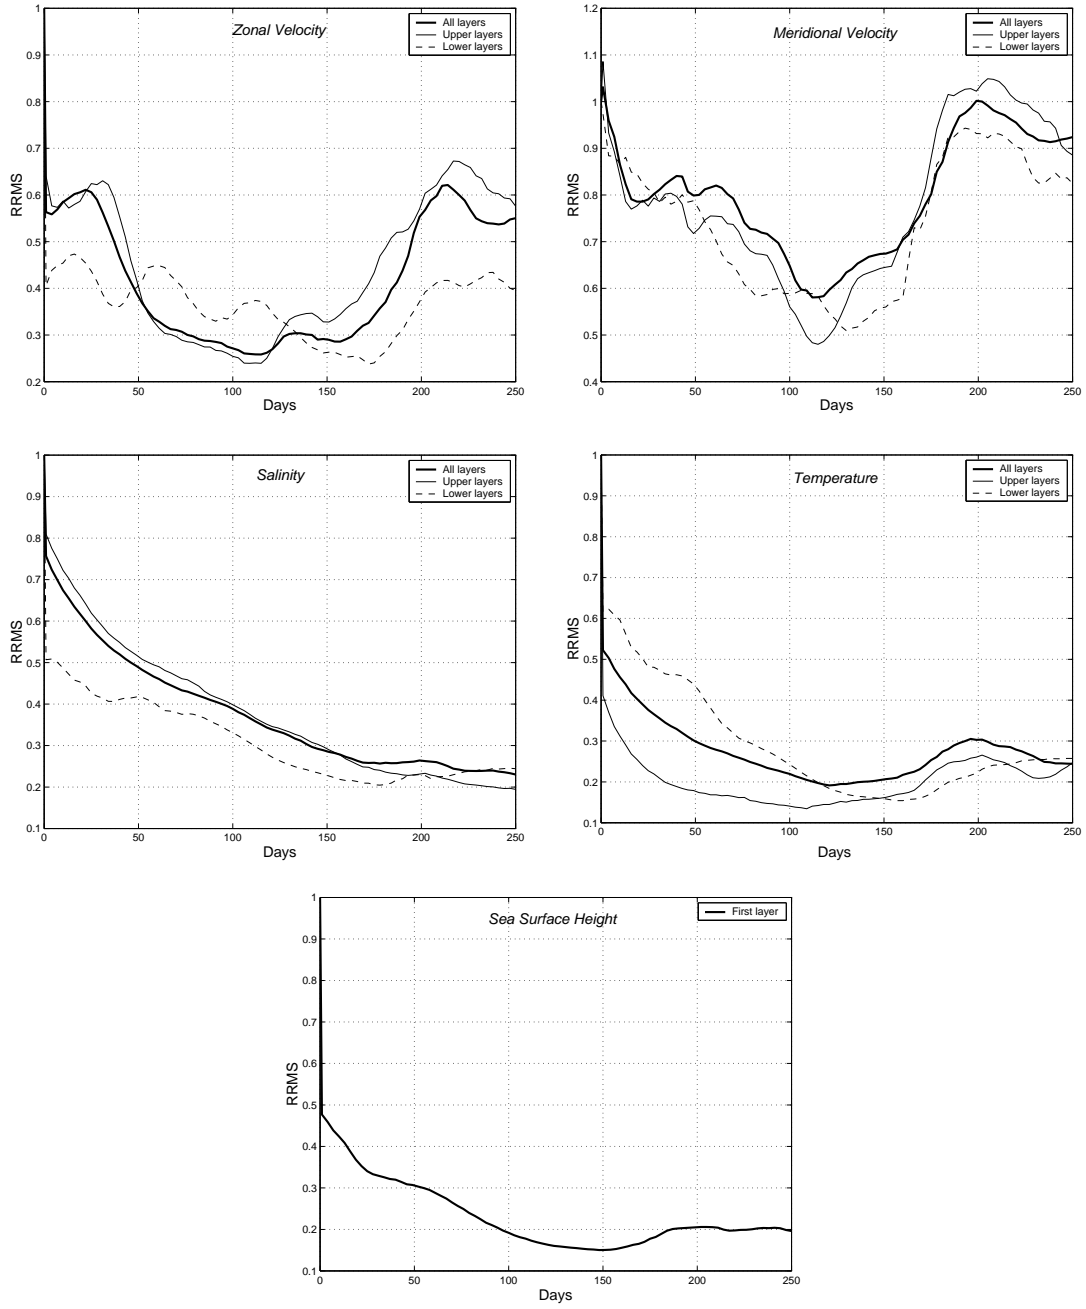 Zonal Velocity
All layers
Upper layers
Lower layers
1
0.9
0.8
0.7
0.6
0.5
0.4
0.3
0.2
RRMS
0 50 100 150 200 250
Days
Meridional Velocity
All layers
Upper layers
Lower layers
1.2
1.1
1
0.9
0.8
0.7
0.6
0.5
0.4
RRMS
0 50 100 150 200 250
Days
Salinity
All layers
Upper layers
Lower layers
1
0.9
0.8
0.7
0.6
0.5
0.4
0.3
0.2
0.1
RRMS
0 50 100 150 200 250
Days
Temperature
All layers
Upper layers
Lower layers
1
0.9
0.8
0.7
0.6
0.5
0.4
0.3
0.2
0.1
RRMS
0 50 100 150 200 250
Days
Sea Surface Height
First layer
1
0.9
0.8
0.7
0.6
0.5
0.4
0.3
0.2
0.1
RRMS
0 50 100 150 200 250
Days